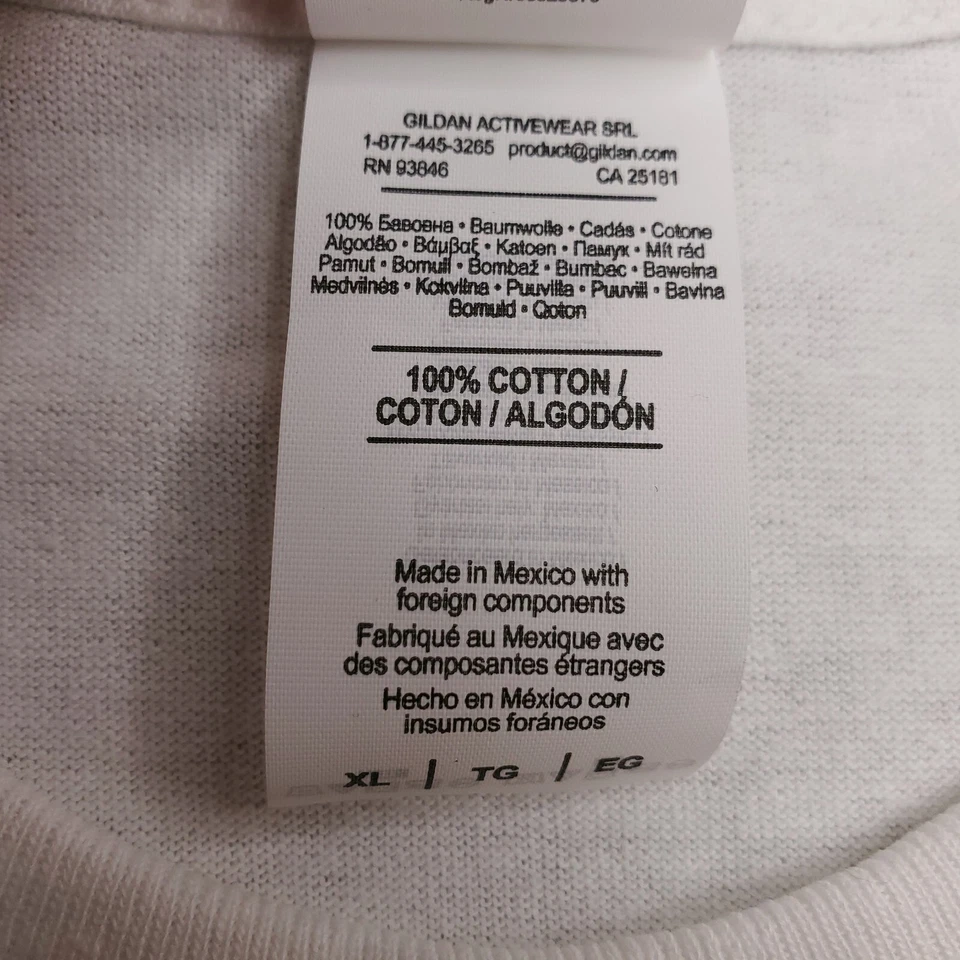 GILDAN ACTIVEWEAR SRL
1-877-445-3265 product@gildan.com
RN 93846 CA 25181
100% Бавовна • Baumwolle • Cadás • Cotone
Algodão • Βάμβαξ • Katoen • Памук • Mít rád
Pamut • Bomull • Bombaž • Bumbac • Bawełna
Medvilnės • Kokvilna • Puuvilla • Puuvill • Bavlna
Bomuld • Qoton
100% COTTON /
COTON / ALGODÓN
Made in Mexico with
foreign components
Fabriqué au Mexique avec
des composantes étrangers
Hecho en México con
insumos foráneos
XL / TG / EG